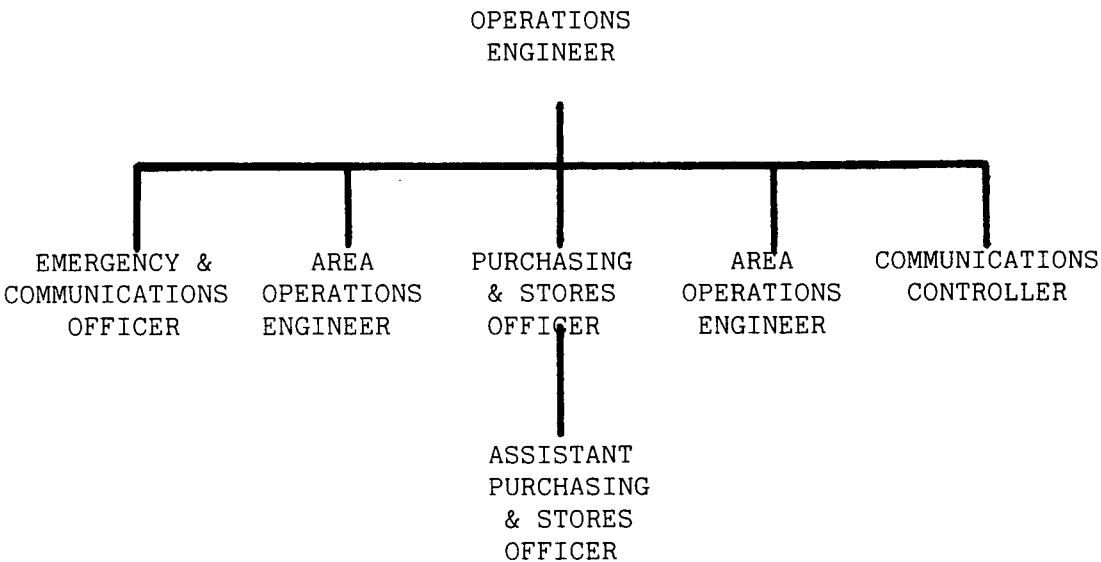 OPERATIONS
ENGINEER
EMERGENCY &
COMMUNICATIONS
OFFICER
AREA
OPERATIONS
ENGINEER
PURCHASING
& STORES
OFFICER
AREA
OPERATIONS
ENGINEER
COMMUNICATIONS
CONTROLLER
ASSISTANT
PURCHASING
& STORES
OFFICER